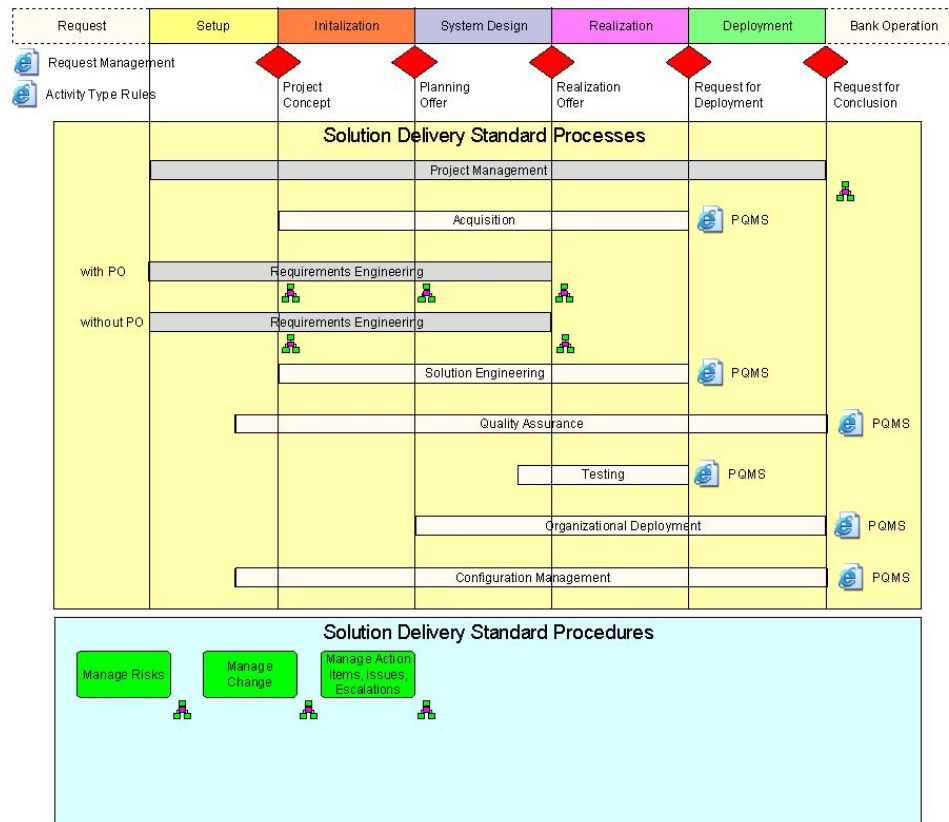 Request
Setup
Initalization
System Design
Realization
Deployment
Bank Operation
Request Management
Activity Type Rules
Project
Concept
Planning
Offer
Realization
Offer
Request for
Deployment
Request for
Conclusion
Solution Delivery Standard Processes
Project Management
Acquisition
PQMS
with PO
Requirements Engineering
without PO
Requirements Engineering
Solution Engineering
PQMS
Quality Assurance
PQMS
Testing
PQMS
Organizational Deployment
PQMS
Configuration Management
PQMS
Solution Delivery Standard Procedures
Manage Risks
Manage
Change
Manage Action
Items, Issues,
Escalations